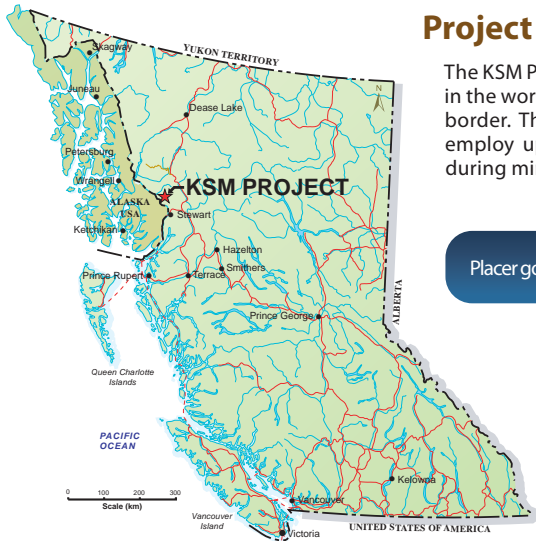 Project
The KSM P
in the wor
border. Th
employ up
during mi
Placer go
YUKON TERRITORY
Skagway
N
Juneau
Dease Lake
Petersburg
Wrangell
KSM PROJECT
ALASKA
USA
Stewart
Ketchikan
Hazelton
Smithers
Prince Rupert
Terrace
ALBERTA
Prince George
Queen Charlotte
Islands
PACIFIC
OCEAN
Kelowna
0 100 200 300
Scale (km)
Vancouver
Vancouver
Island
UNITED STATES OF AMERICA
Victoria